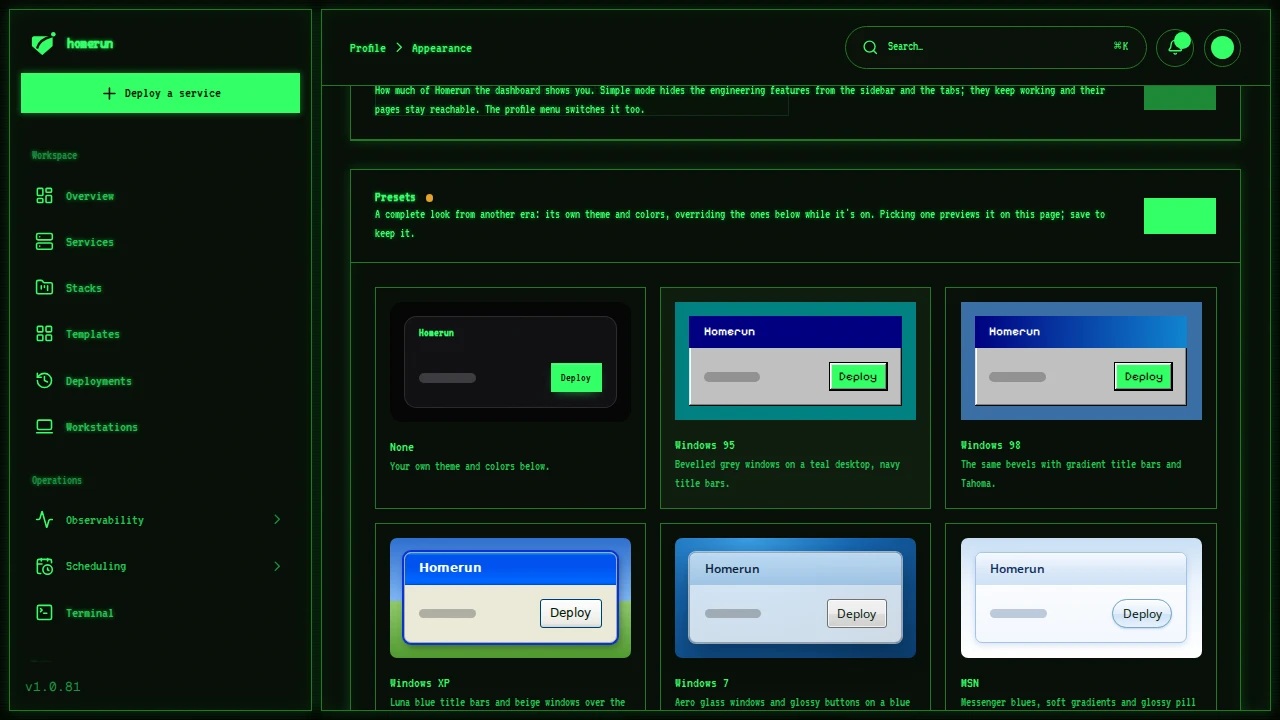 homerun
Deploy a service
Workspace
Overview
Services
Stacks
Templates
Deployments
Workstations
Operations
Observability
Scheduling
Terminal
v1.0.81
Profile > Appearance
Search…
⌘K
How much of Homerun the dashboard shows you. Simple mode hides the engineering features from the sidebar and the tabs; they keep working and their
pages stay reachable. The profile menu switches it too.
Presets
A complete look from another era: its own theme and colors, overriding the ones below while it's on. Picking one previews it on this page; save to
keep it.
Homerun
Deploy
None
Your own theme and colors below.
Homerun
Deploy
Windows 95
Bevelled grey windows on a teal desktop, navy
title bars.
Homerun
Deploy
Windows 98
The same bevels with gradient title bars and
Tahoma.
Homerun
Deploy
Windows XP
Luna blue title bars and beige windows over the
Homerun
Deploy
Windows 7
Aero glass windows and glossy buttons on a blue
Homerun
Deploy
MSN
Messenger blues, soft gradients and glossy pill